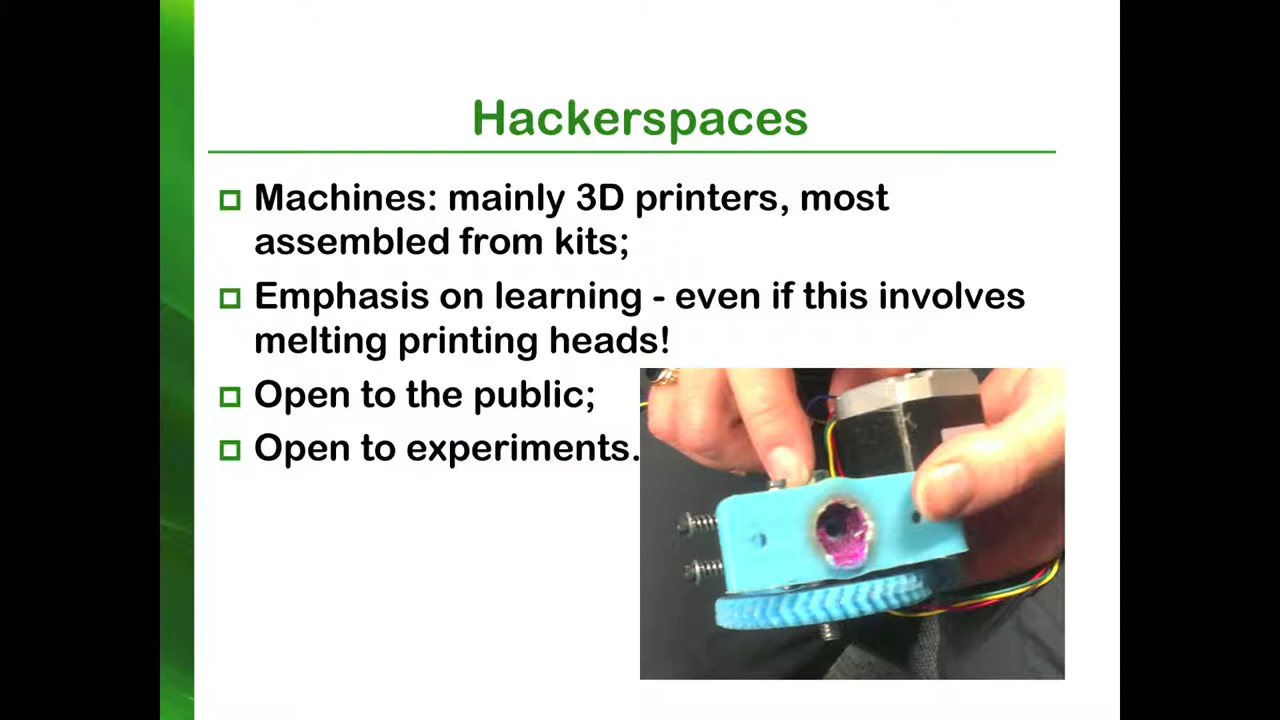 Hackerspaces
Machines: mainly 3D printers, most
assembled from kits;
Emphasis on learning - even if this involves
melting printing heads!
Open to the public;
Open to experiments.